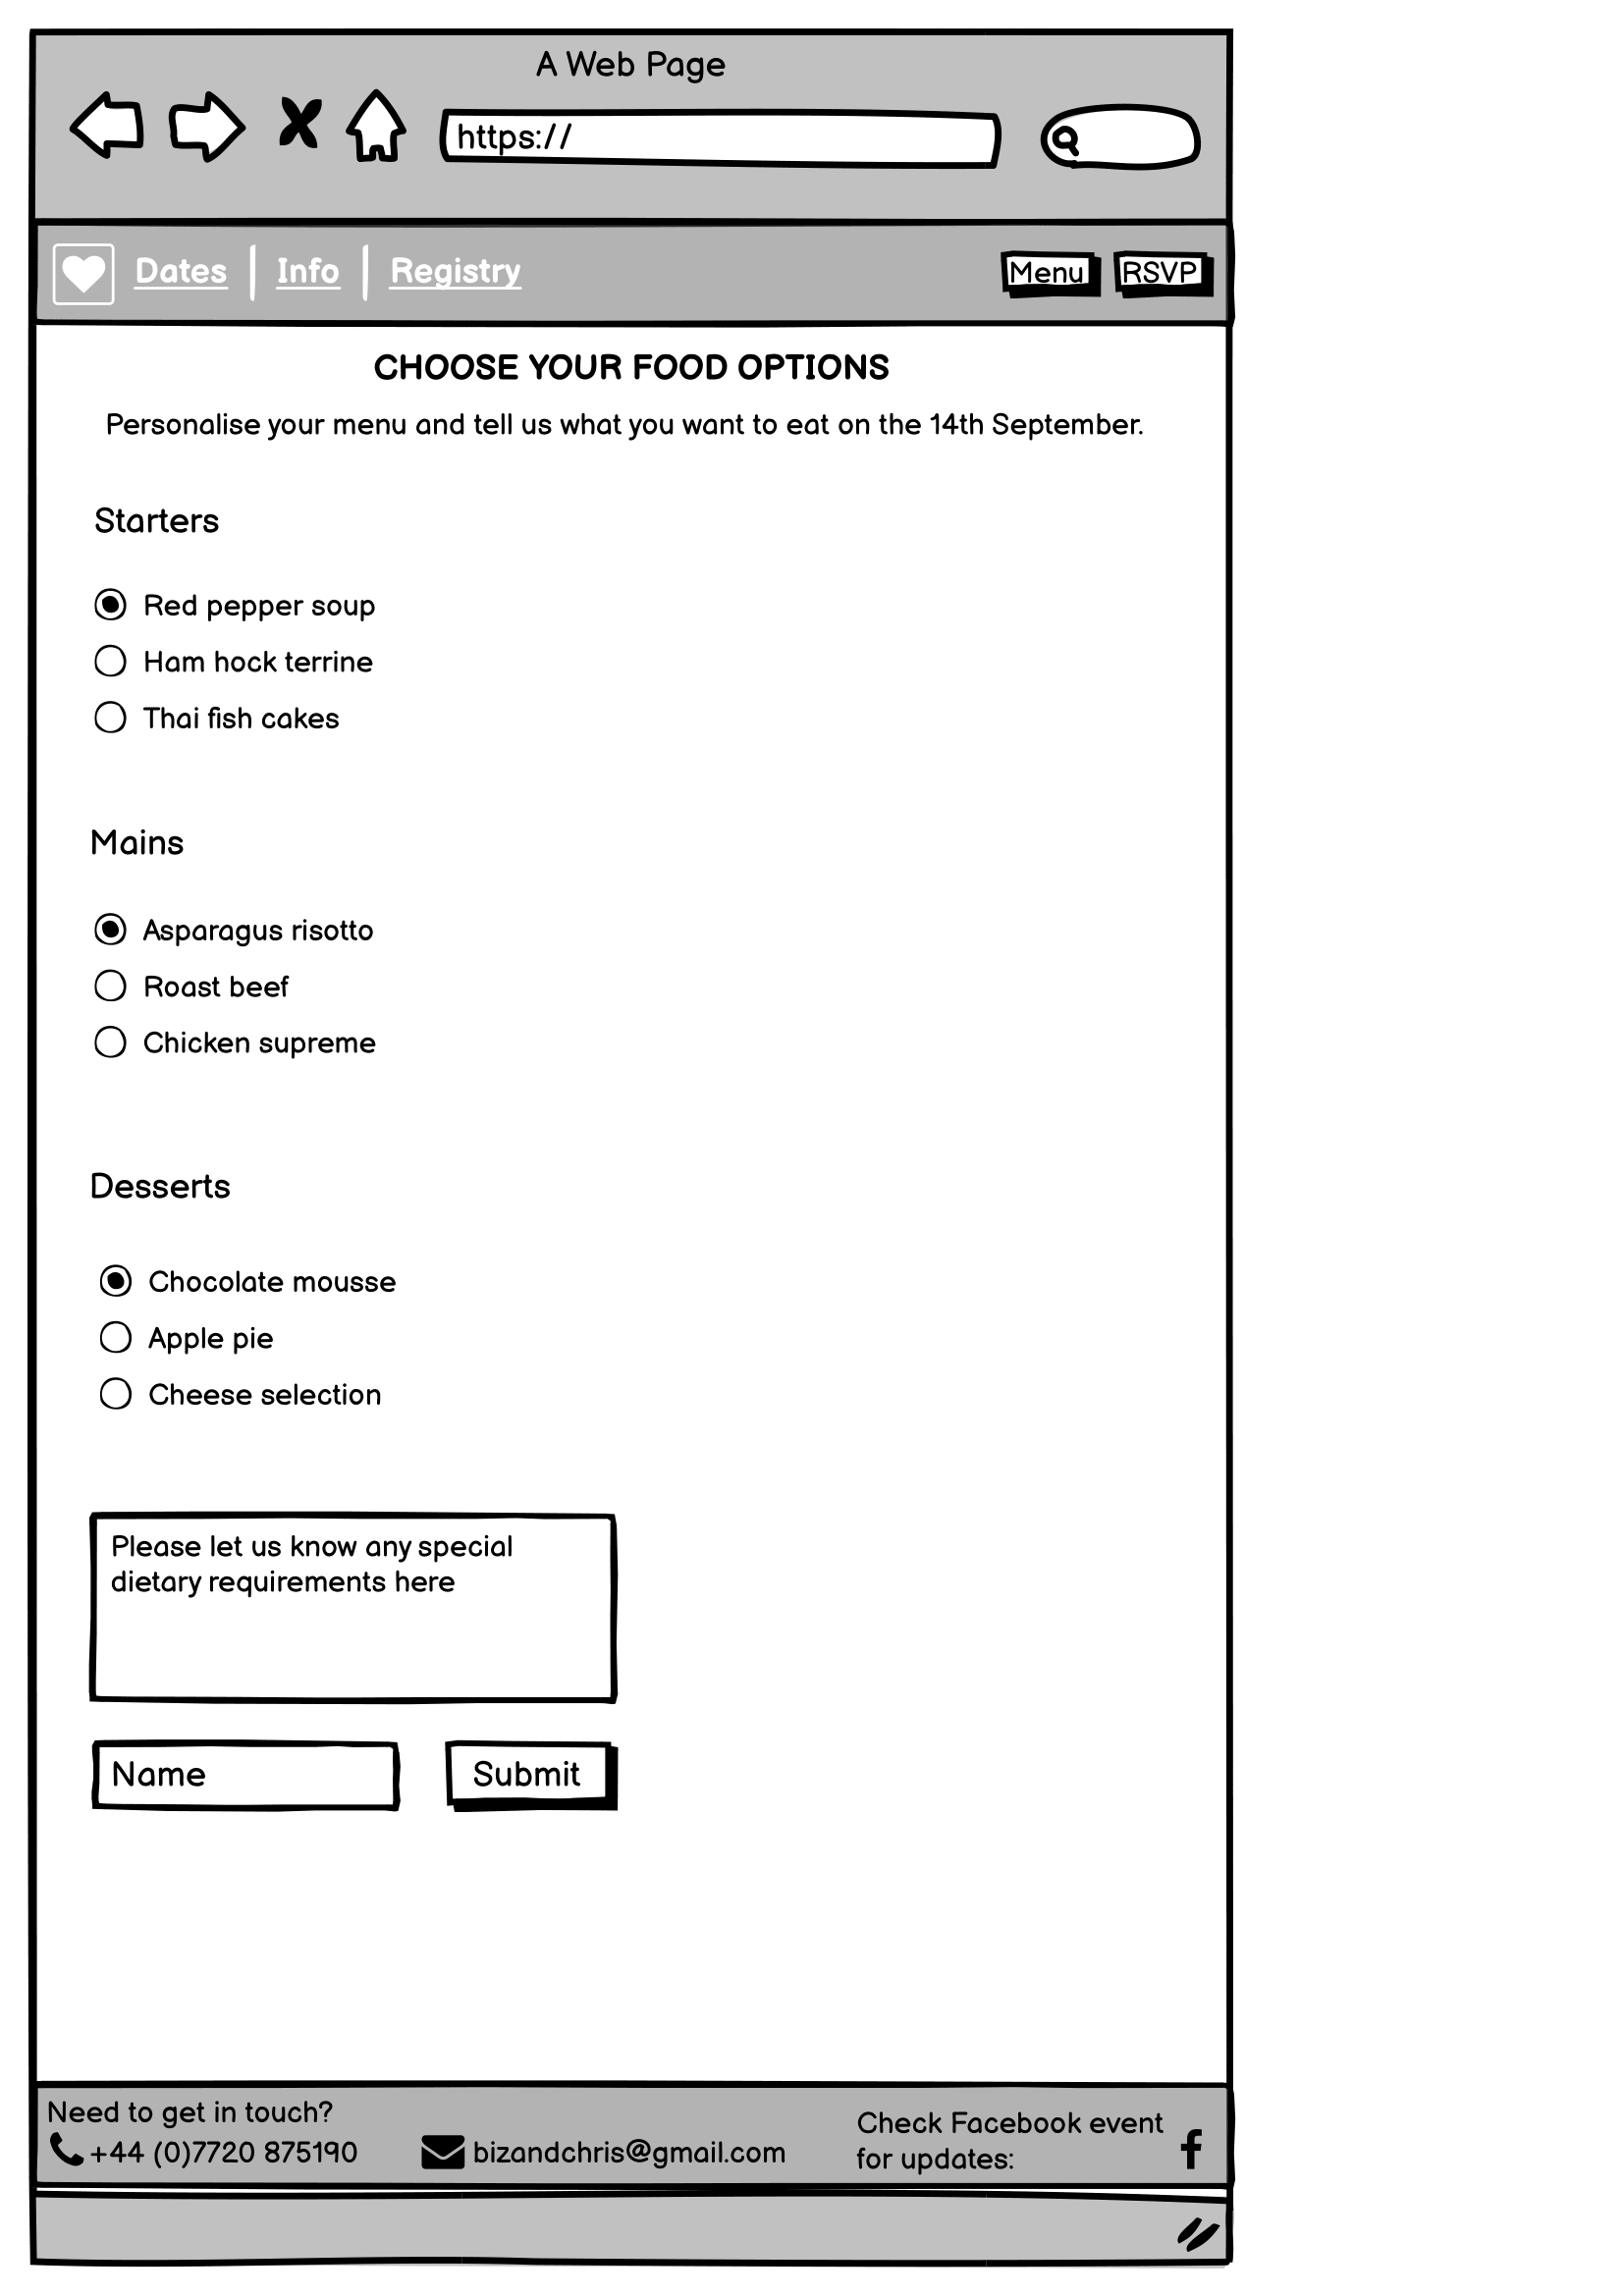 A Web Page
https://
Dates | Info | Registry
Menu
RSVP
CHOOSE YOUR FOOD OPTIONS
Personalise your menu and tell us what you want to eat on the 14th September.
Starters
Red pepper soup
Ham hock terrine
Thai fish cakes
Mains
Asparagus risotto
Roast beef
Chicken supreme
Desserts
Chocolate mousse
Apple pie
Cheese selection
Please let us know any special
dietary requirements here
Name
Submit
Need to get in touch?
+44 (0)7720 875190
bizandchris@gmail.com
Check Facebook event
for updates: